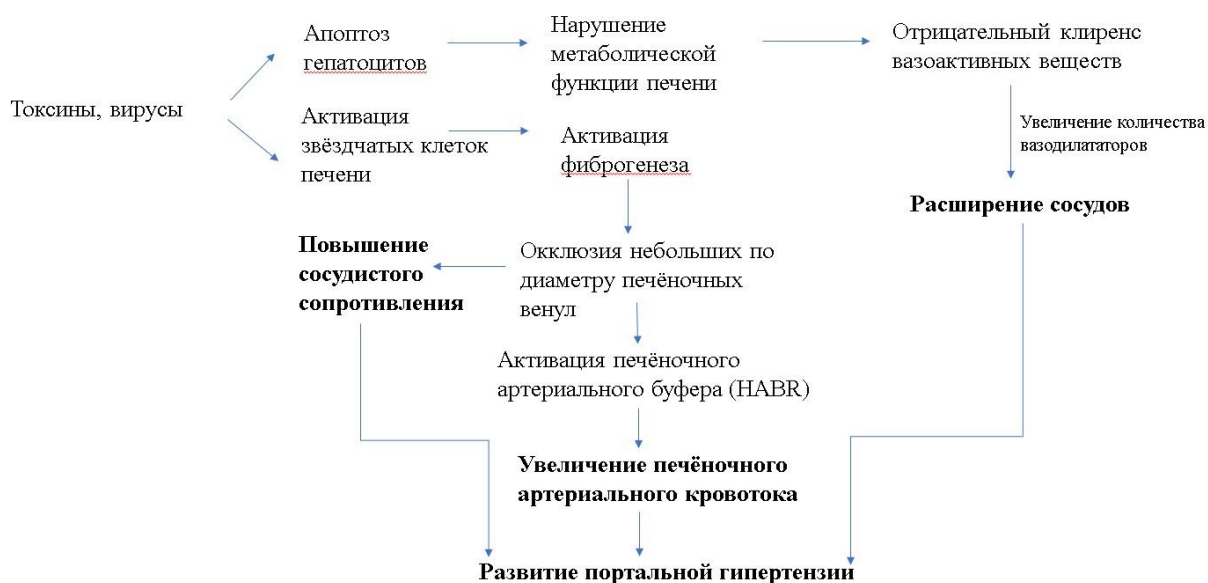 Токсины, вирусы
Апоптоз
гепатоцитов
Нарушение
метаболической
функции печени
Отрицательный клиренс
вазоактивных веществ
Активация
звёздчатых клеток
печени
Активация
фиброгенеза
Увеличение количества
вазодилататоров
Расширение сосудов
Повышение
сосудистого
сопротивления
Окклюзия небольших по
диаметру печёночных
венул
Активация печёночного
артериального буфера (HABR)
Увеличение печёночного
артериального кровотока
Развитие портальной гипертензии